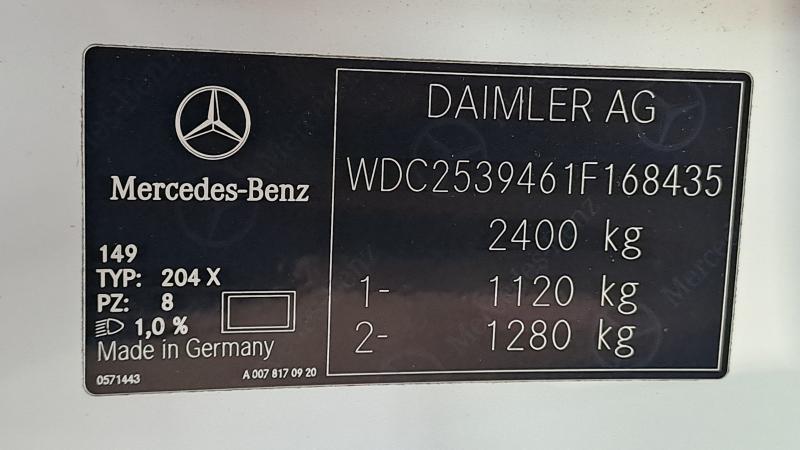 Mercedes-Benz
149
TYP: 204 X
PZ: 8
1,0 %
Made in Germany
0571443
A 007 817 09 20
DAIMLER AG
WDC2539461F168435
2400 kg
1- 1120 kg
2- 1280 kg